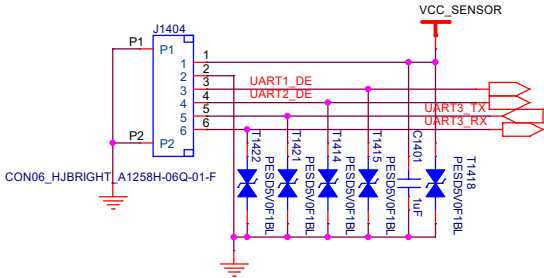 VCC_SENSOR
J1404
P1
P1
1
1
2
2
3
3
UART1_DE
4
4
UART2_DE
5
5
UART3_TX
6
6
UART3_RX
P2
P2
CON06_HJBRIGHT_A1258H-06Q-01-F
T1422
PESD5V0F1BL
T1421
PESD5V0F1BL
T1414
PESD5V0F1BL
T1415
PESD5V0F1BL
C1401
1uF
T1418
PESD5V0F1BL